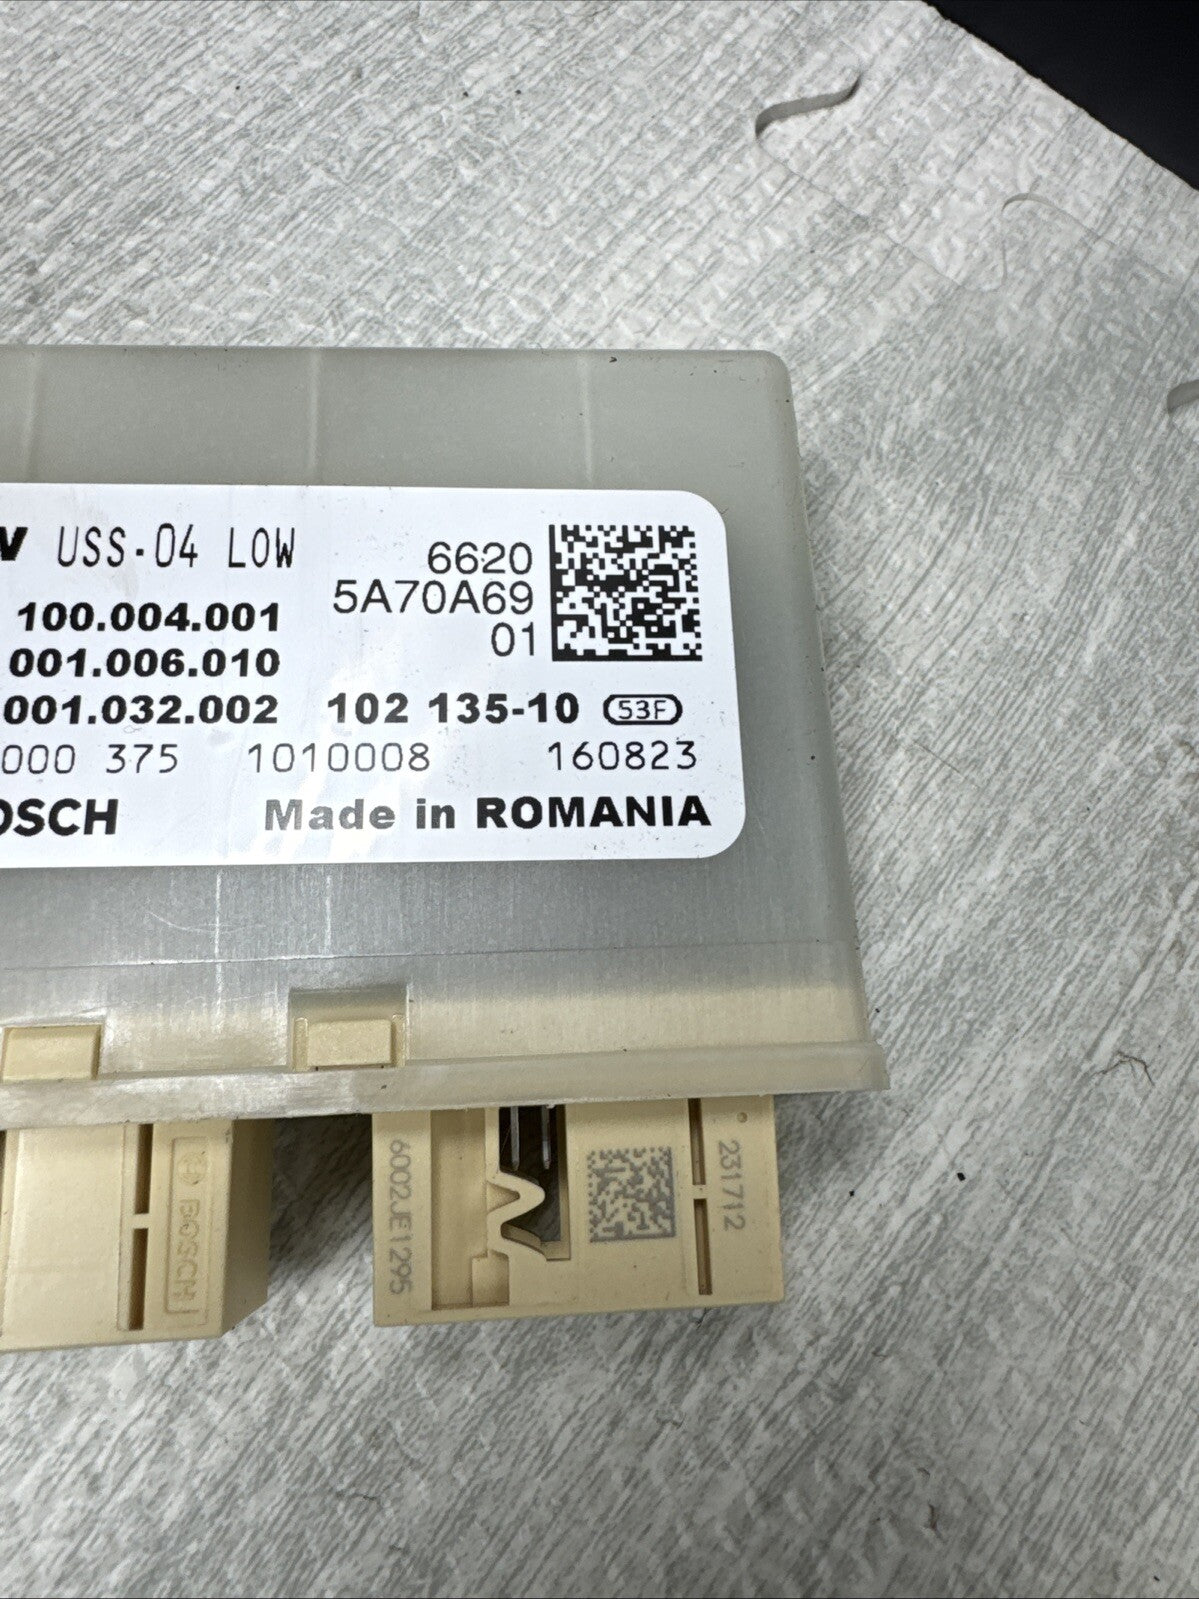 USS-04 LOW
6620
5A70A69
01
100.004.001
001.006.010
001.032.002 102 135-10 53F
000 375 1010008 160823
Made in ROMANIA
6002JE1295
231712
BOSCH